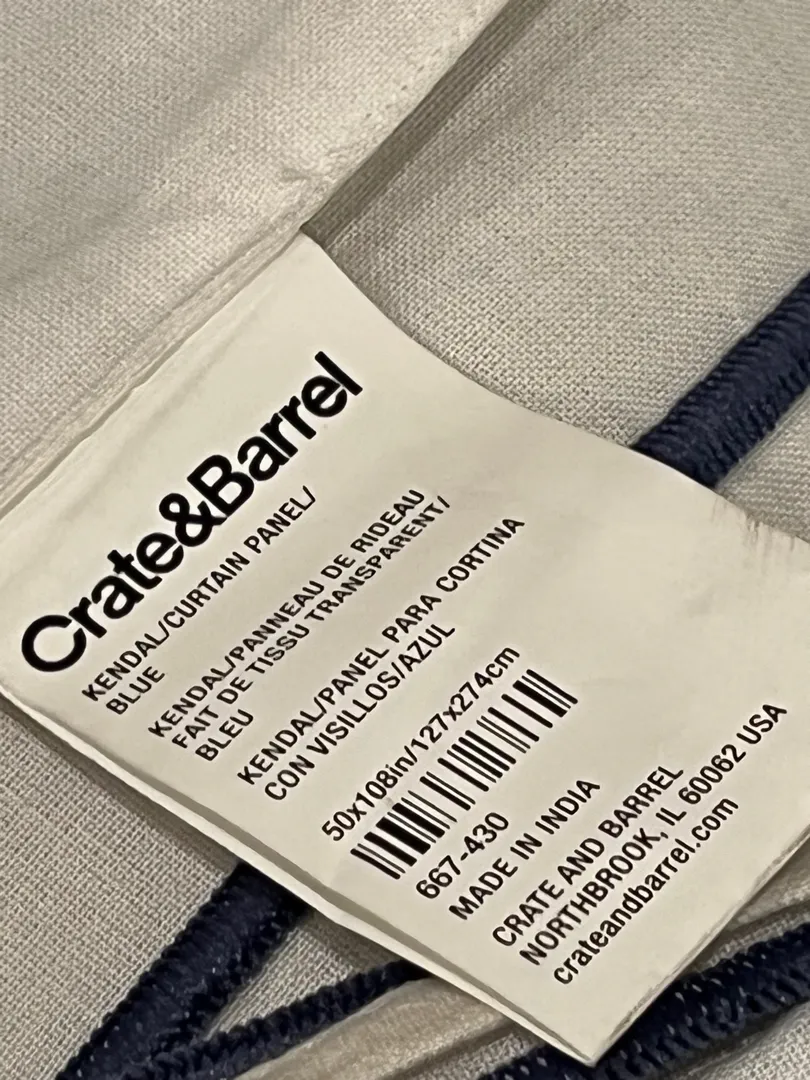 Crate&Barrel
KENDAL/CURTAIN PANEL/
BLUE
KENDAL/PANNEAU DE RIDEAU
FAIT DE TISSU TRANSPARENT/
BLEU
KENDAL/PANEL PARA CORTINA
CON VISILLOS/AZUL
50x108in/127x274cm
667-430
MADE IN INDIA
CRATE AND BARREL
NORTHBROOK, IL 60062 USA
crateandbarrel.com